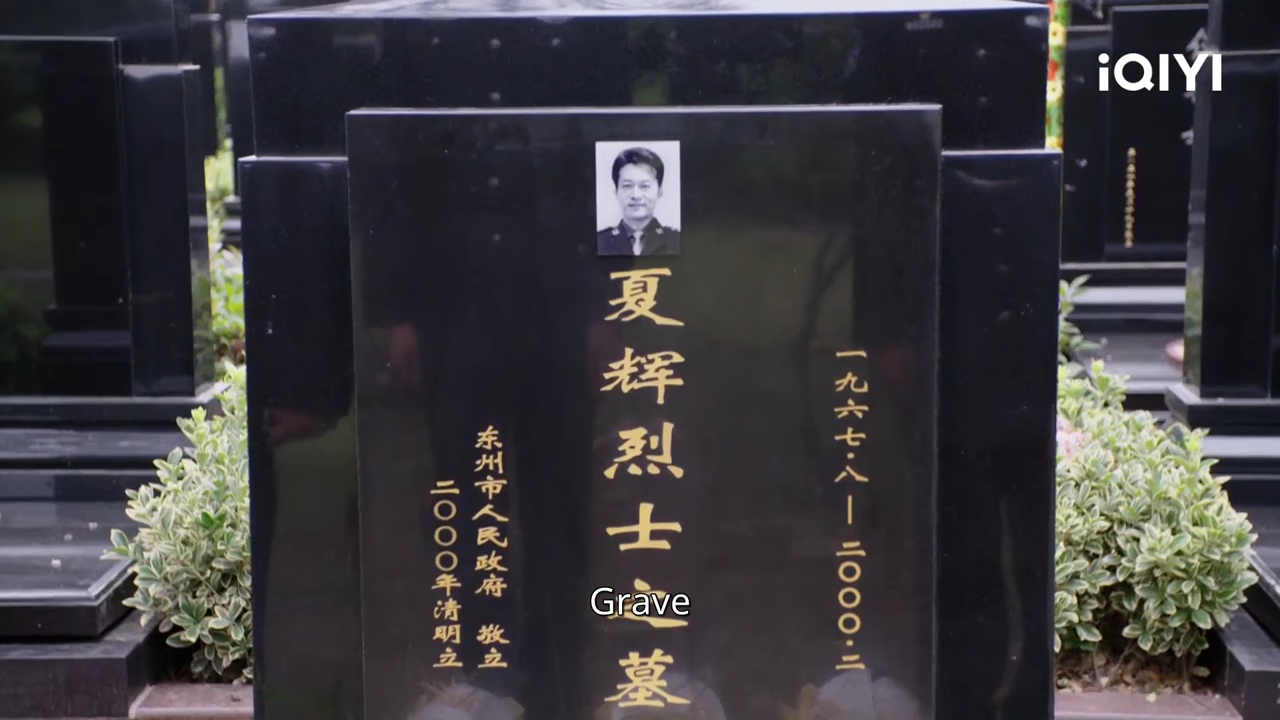 iQIYI
一九六七·八—二〇〇〇·二
夏辉烈士之墓
东州市人民政府 敬立
二〇〇〇年清明立
Grave